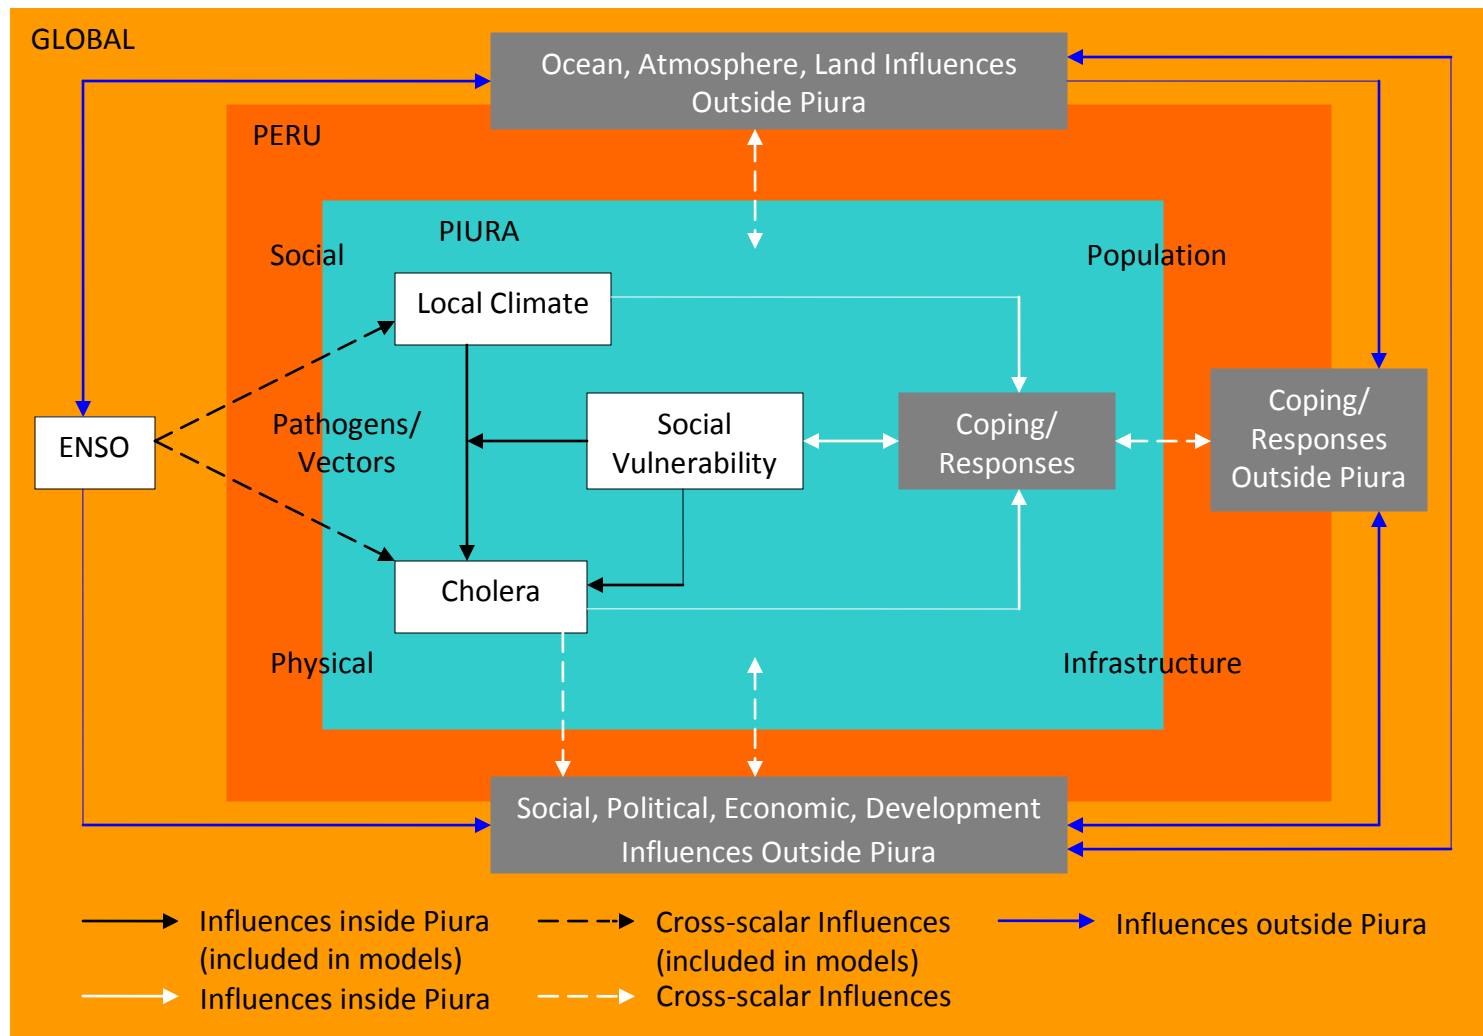 GLOBAL
Ocean, Atmosphere, Land Influences
Outside Piura
PERU
PIURA
Social
Population
Local Climate
ENSO
Pathogens/
Vectors
Social
Vulnerability
Coping/
Responses
Coping/
Responses
Outside Piura
Cholera
Physical
Infrastructure
Social, Political, Economic, Development
Influences Outside Piura
Influences inside Piura
(included in models)
Cross-scalar Influences
(included in models)
Influences outside Piura
Influences inside Piura
Cross-scalar Influences